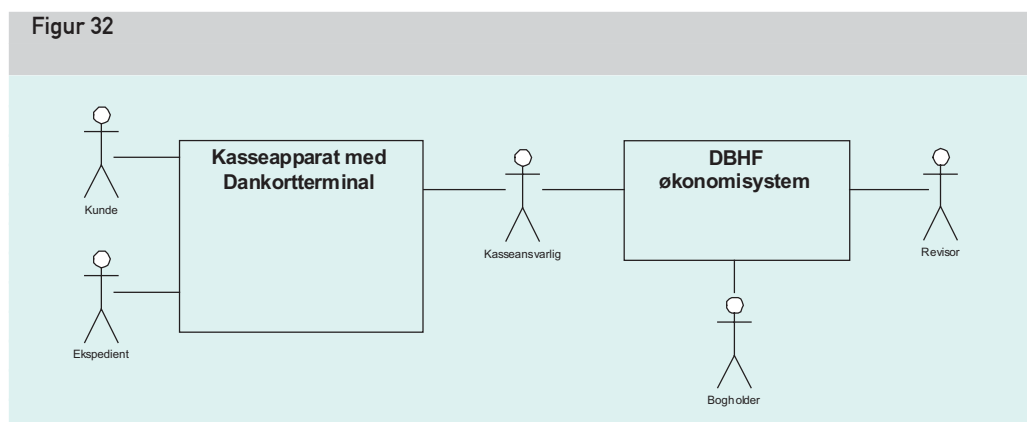 Figur 32
Kasseapparat med
Dankortterminal
DBHF
økonomisystem
Kunde
Kasseansvarlig
Revisor
Ekspedient
Bogholder